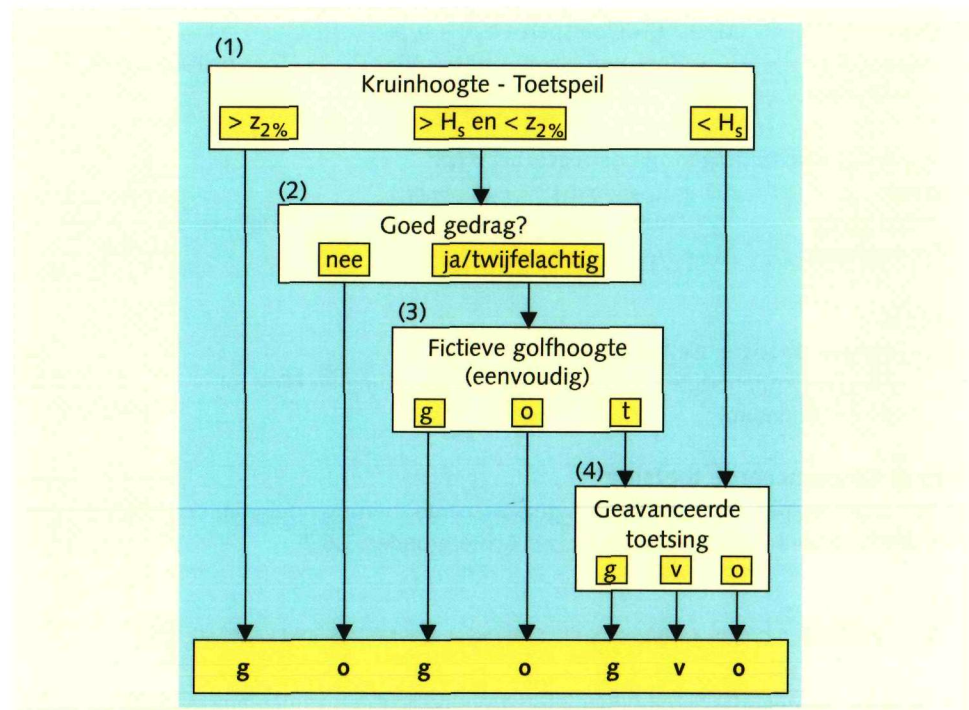 (1)
Kruinhoogte - Toetspeil
> z2% > Hs en < z2% < Hs
(2)
Goed gedrag?
nee ja/twijfelachtig
(3)
Fictieve golfhoogte
(eenvoudig)
g o t
(4)
Geavanceerde
toetsing
g v o
g o g o g v o